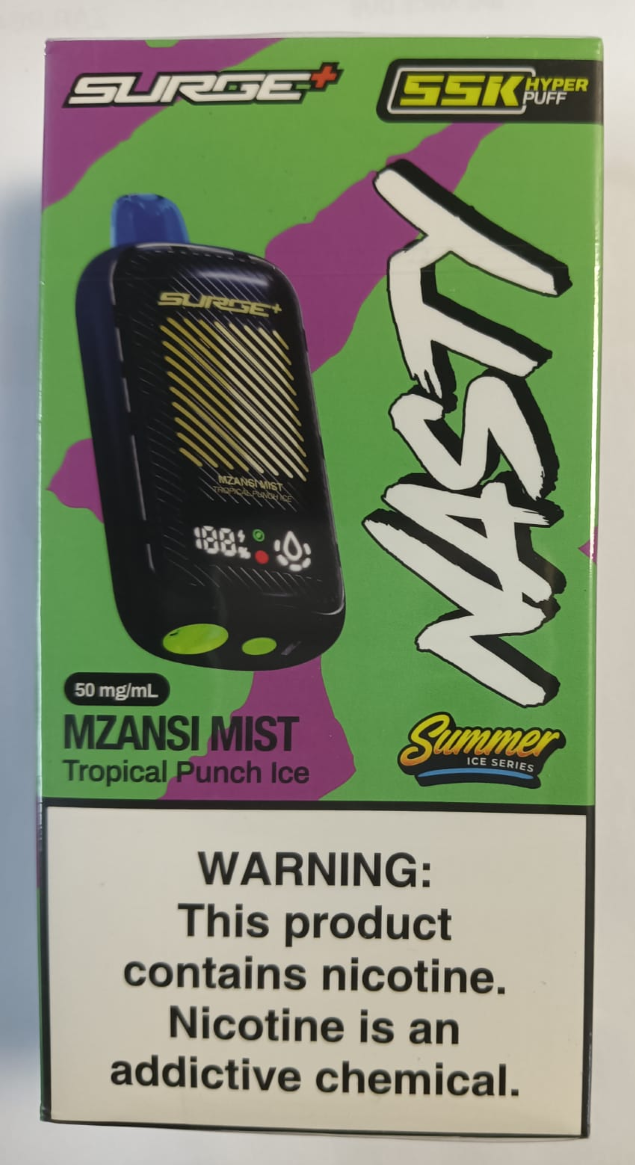 SURGE+
55K HYPER PUFF
NASTY
SURGE+
MZANSI MIST
TROPICAL PUNCH ICE
188%
50 mg/mL
MZANSI MIST
Tropical Punch Ice
Summer
ICE SERIES
WARNING:
This product
contains nicotine.
Nicotine is an
addictive chemical.